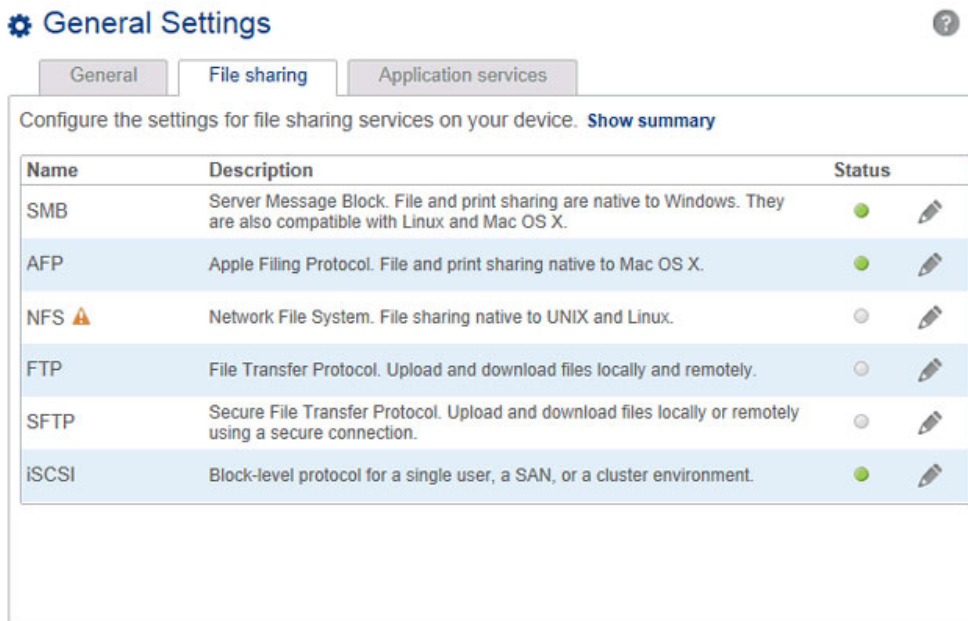 General Settings
General File sharing Application services
Configure the settings for file sharing services on your device. Show summary
Name Description Status
SMB Server Message Block. File and print sharing are native to Windows. They
are also compatible with Linux and Mac OS X.
AFP Apple Filing Protocol. File and print sharing native to Mac OS X.
NFS Network File System. File sharing native to UNIX and Linux.
FTP File Transfer Protocol. Upload and download files locally and remotely.
SFTP Secure File Transfer Protocol. Upload and download files locally or remotely
using a secure connection.
iSCSI Block-level protocol for a single user, a SAN, or a cluster environment.